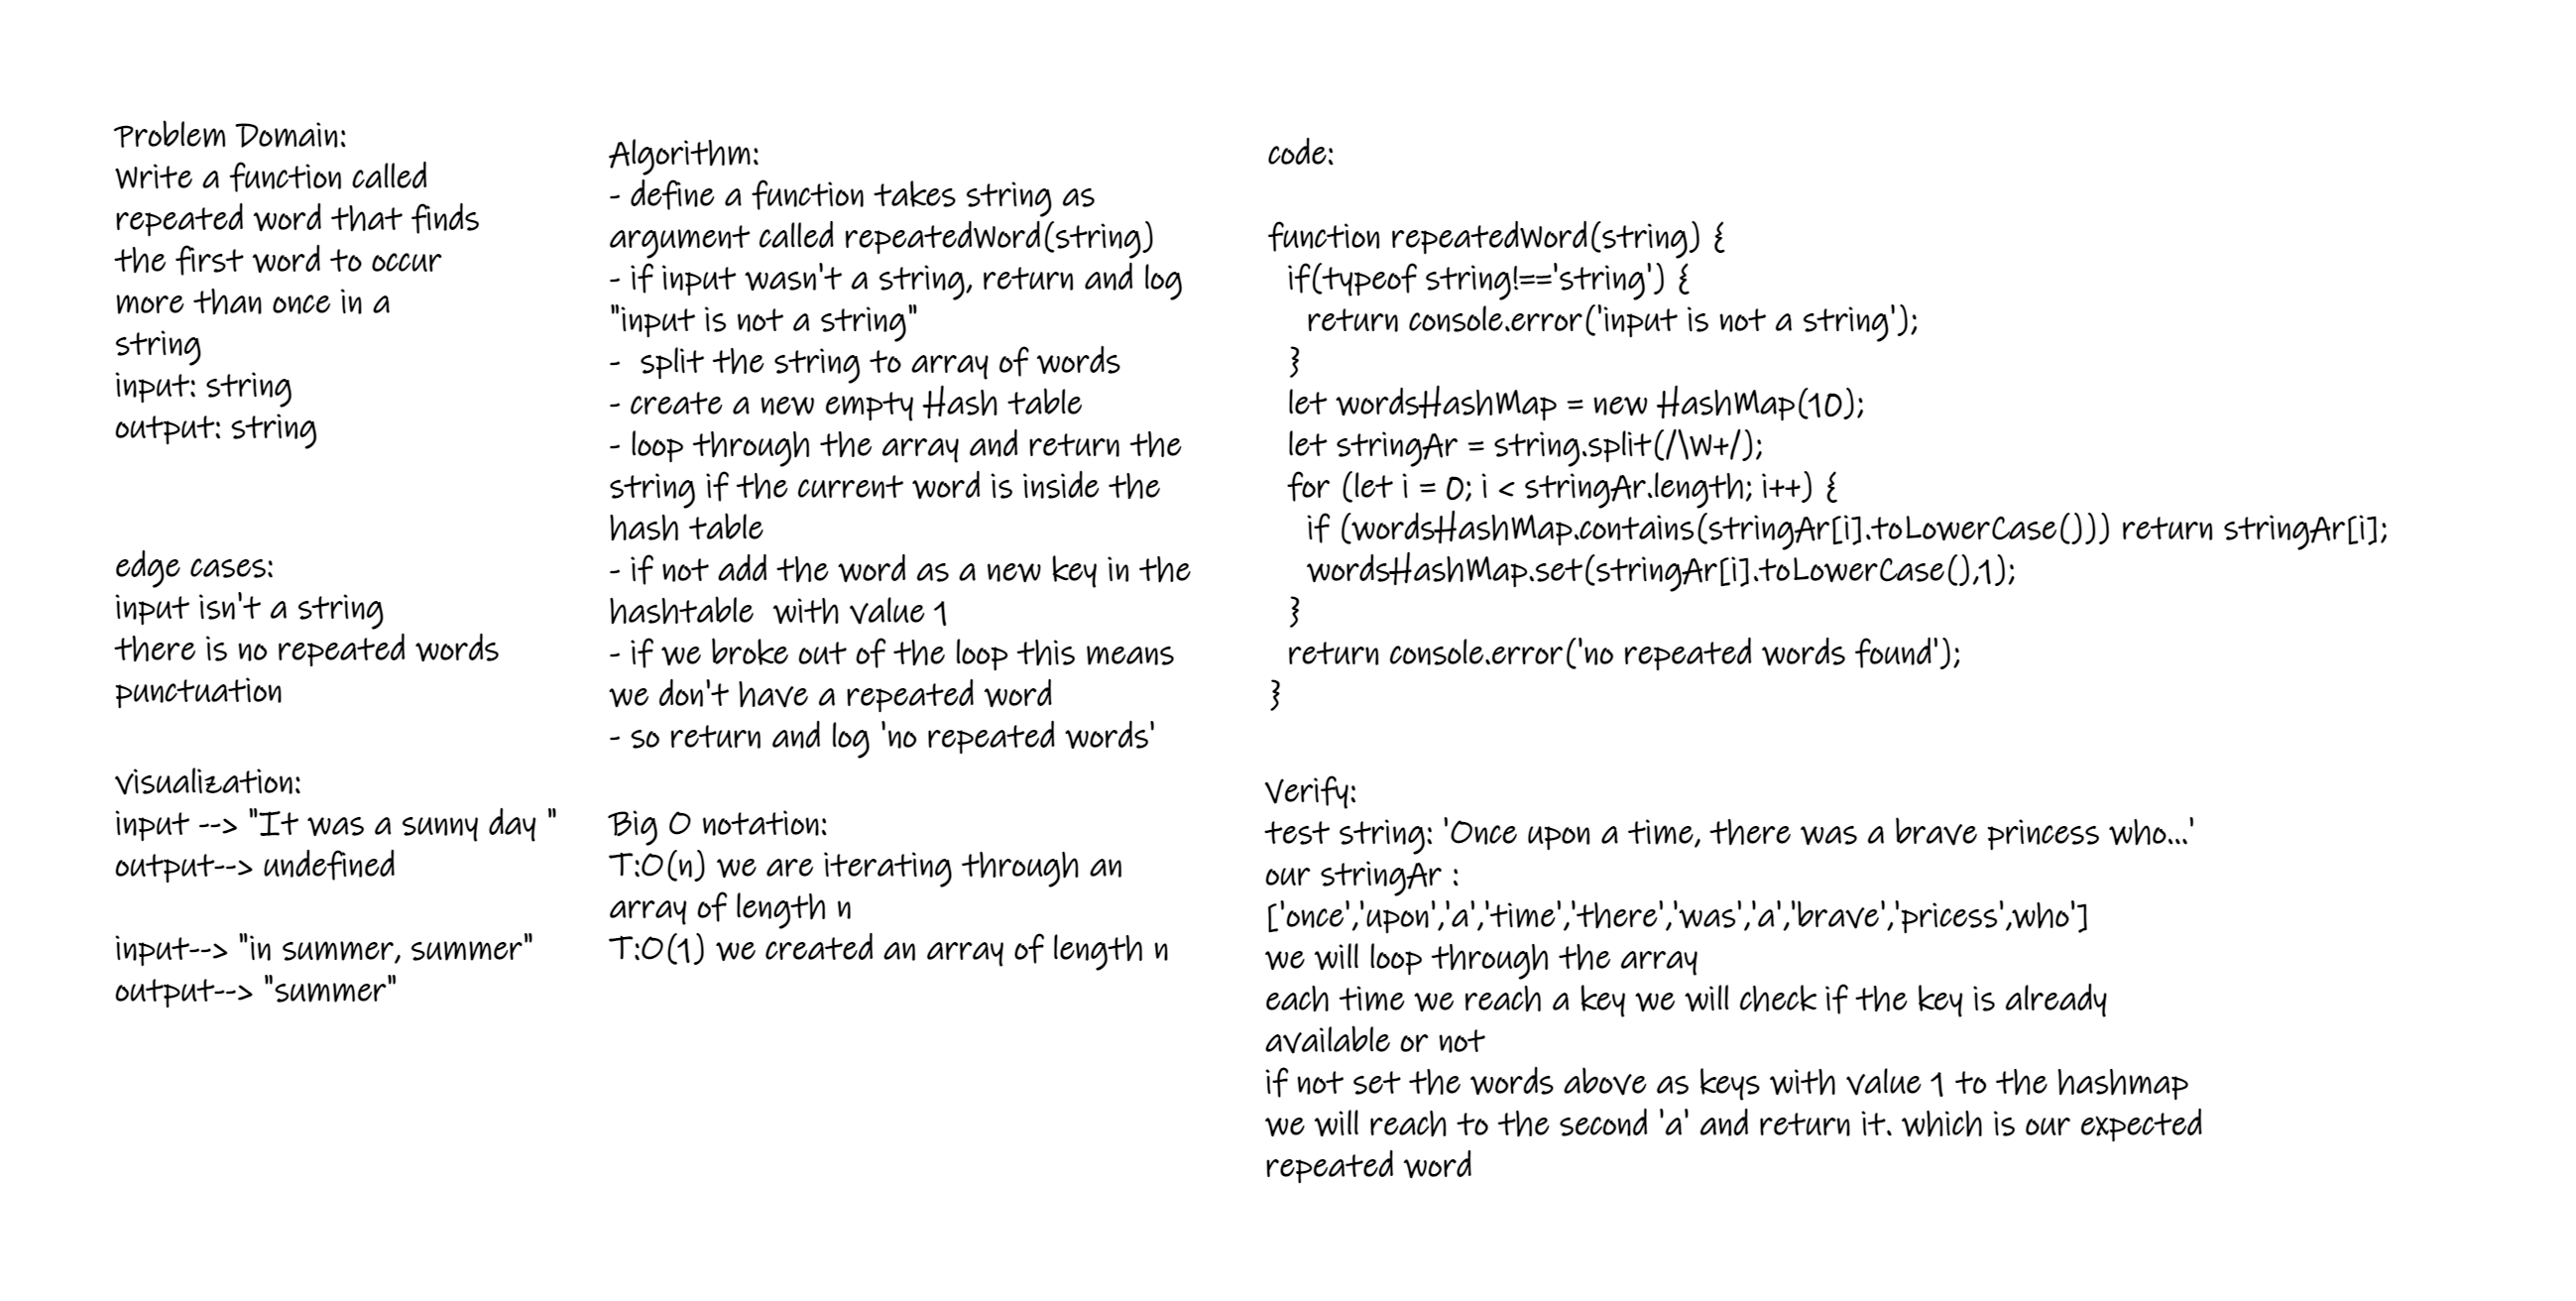 Problem Domain:
Write a function called
repeated word that finds
the first word to occur
more than once in a
string
input: string
output: string
edge cases:
input isn't a string
there is no repeated words
punctuation
visualization:
input --> "It was a sunny day "
output--> undefined
input--> "in summer, summer"
output--> "summer"
Algorithm:
- define a function takes string as
argument called repeatedWord(string)
- if input wasn't a string, return and log
"input is not a string"
-  split the string to array of words
- create a new empty Hash table
- loop through the array and return the
string if the current word is inside the
hash table
- if not add the word as a new key in the
hashtable  with value 1
- if we broke out of the loop this means
we don't have a repeated word
- so return and log 'no repeated words'
Big O notation:
T:O(n) we are iterating through an
array of length n
T:O(1) we created an array of length n
code:
function repeatedWord(string) {
if(typeof string!=='string') {
return console.error('input is not a string');
}
let wordsHashMap = new HashMap(10);
let stringAr = string.split(/\W+/);
for (let i = 0; i < stringAr.length; i++) {
if (wordsHashMap.contains(stringAr[i].toLowerCase())) return stringAr[i];
wordsHashMap.set(stringAr[i].toLowerCase(),1);
}
return console.error('no repeated words found');
}
Verify:
test string: 'Once upon a time, there was a brave princess who...'
our stringAr :
['once','upon','a','time','there','was','a','brave','pricess',who']
we will loop through the array
each time we reach a key we will check if the key is already
available or not
if not set the words above as keys with value 1 to the hashmap
we will reach to the second 'a' and return it. which is our expected
repeated word